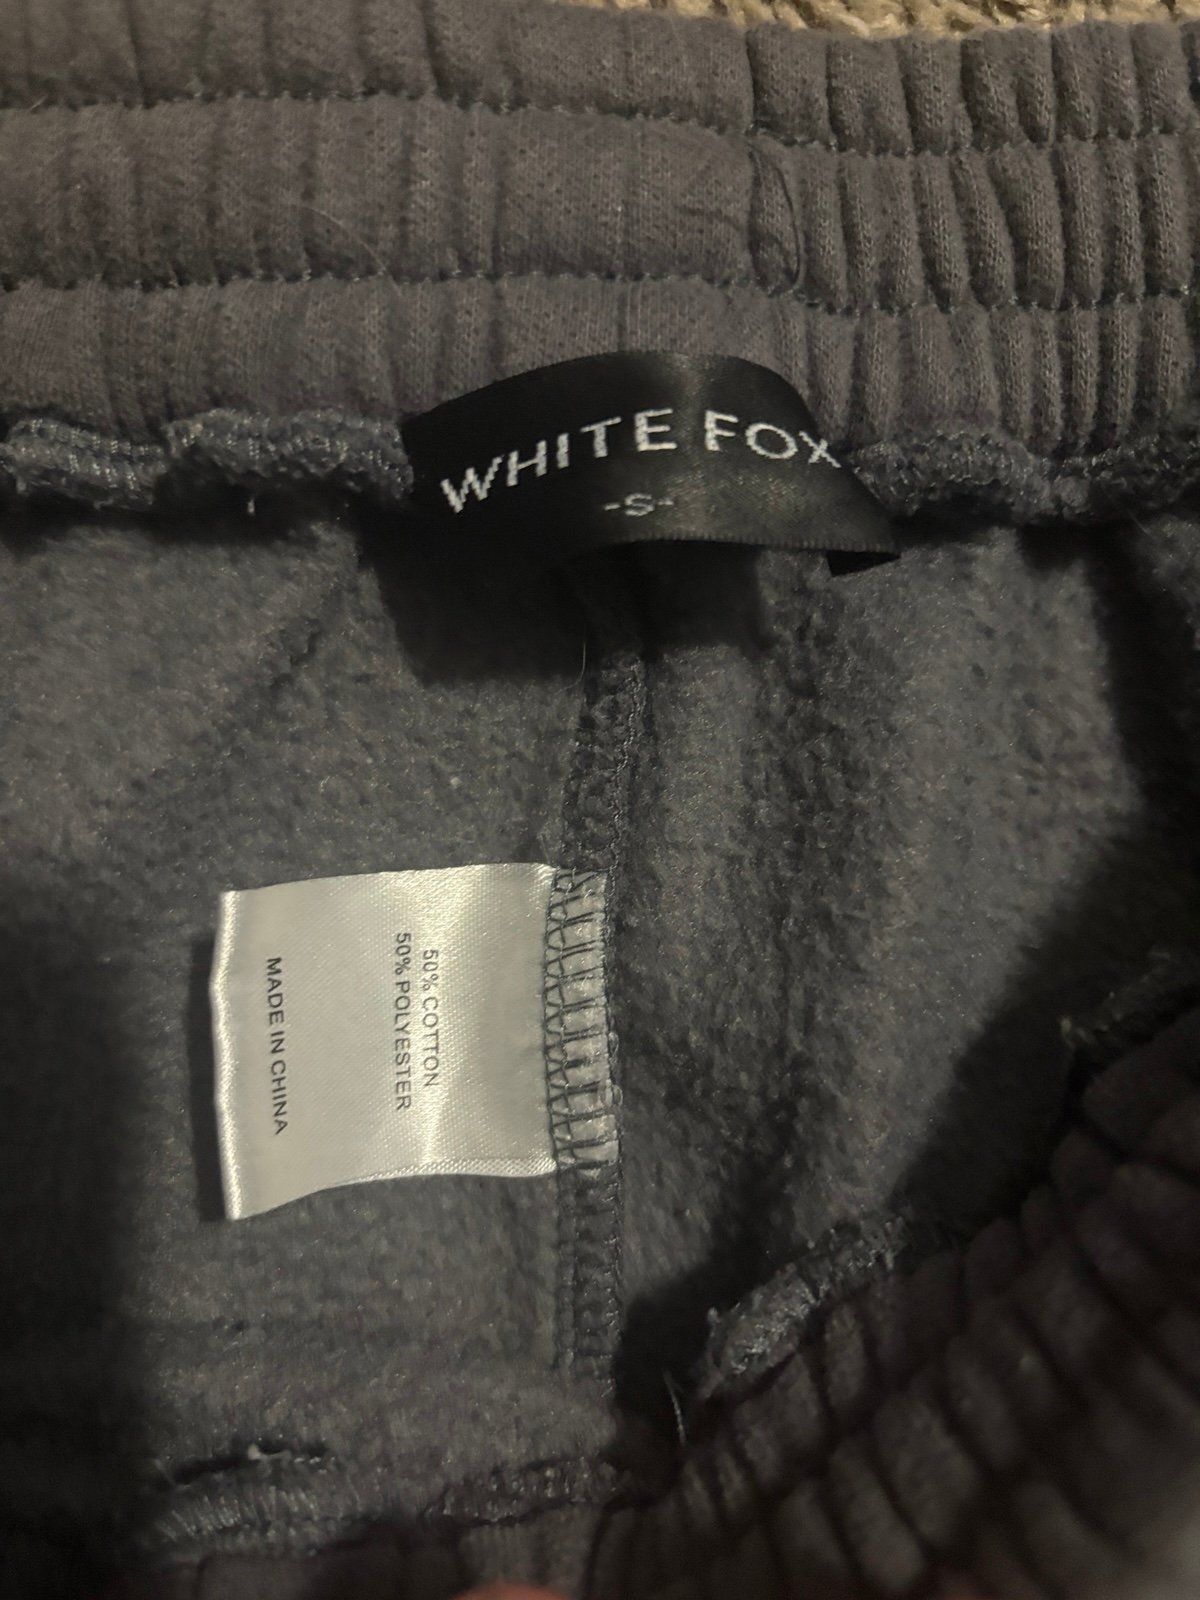 WHITE FOX
-S-
50% COTTON
50% POLYESTER
MADE IN CHINA